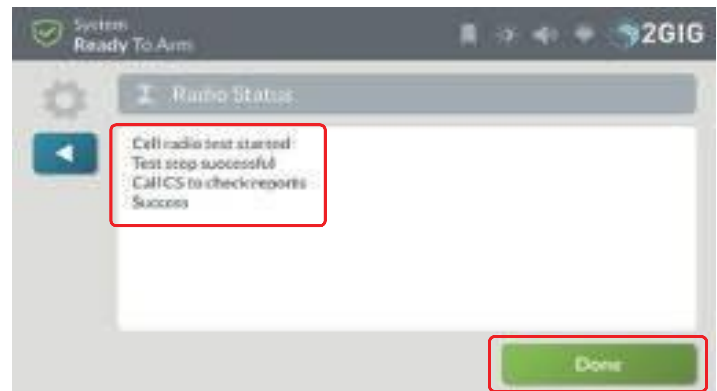 System
Ready To Arm
2GIG
Radio Status
Cell radio test started
Test step successful
Call CS to check reports
Success
Done